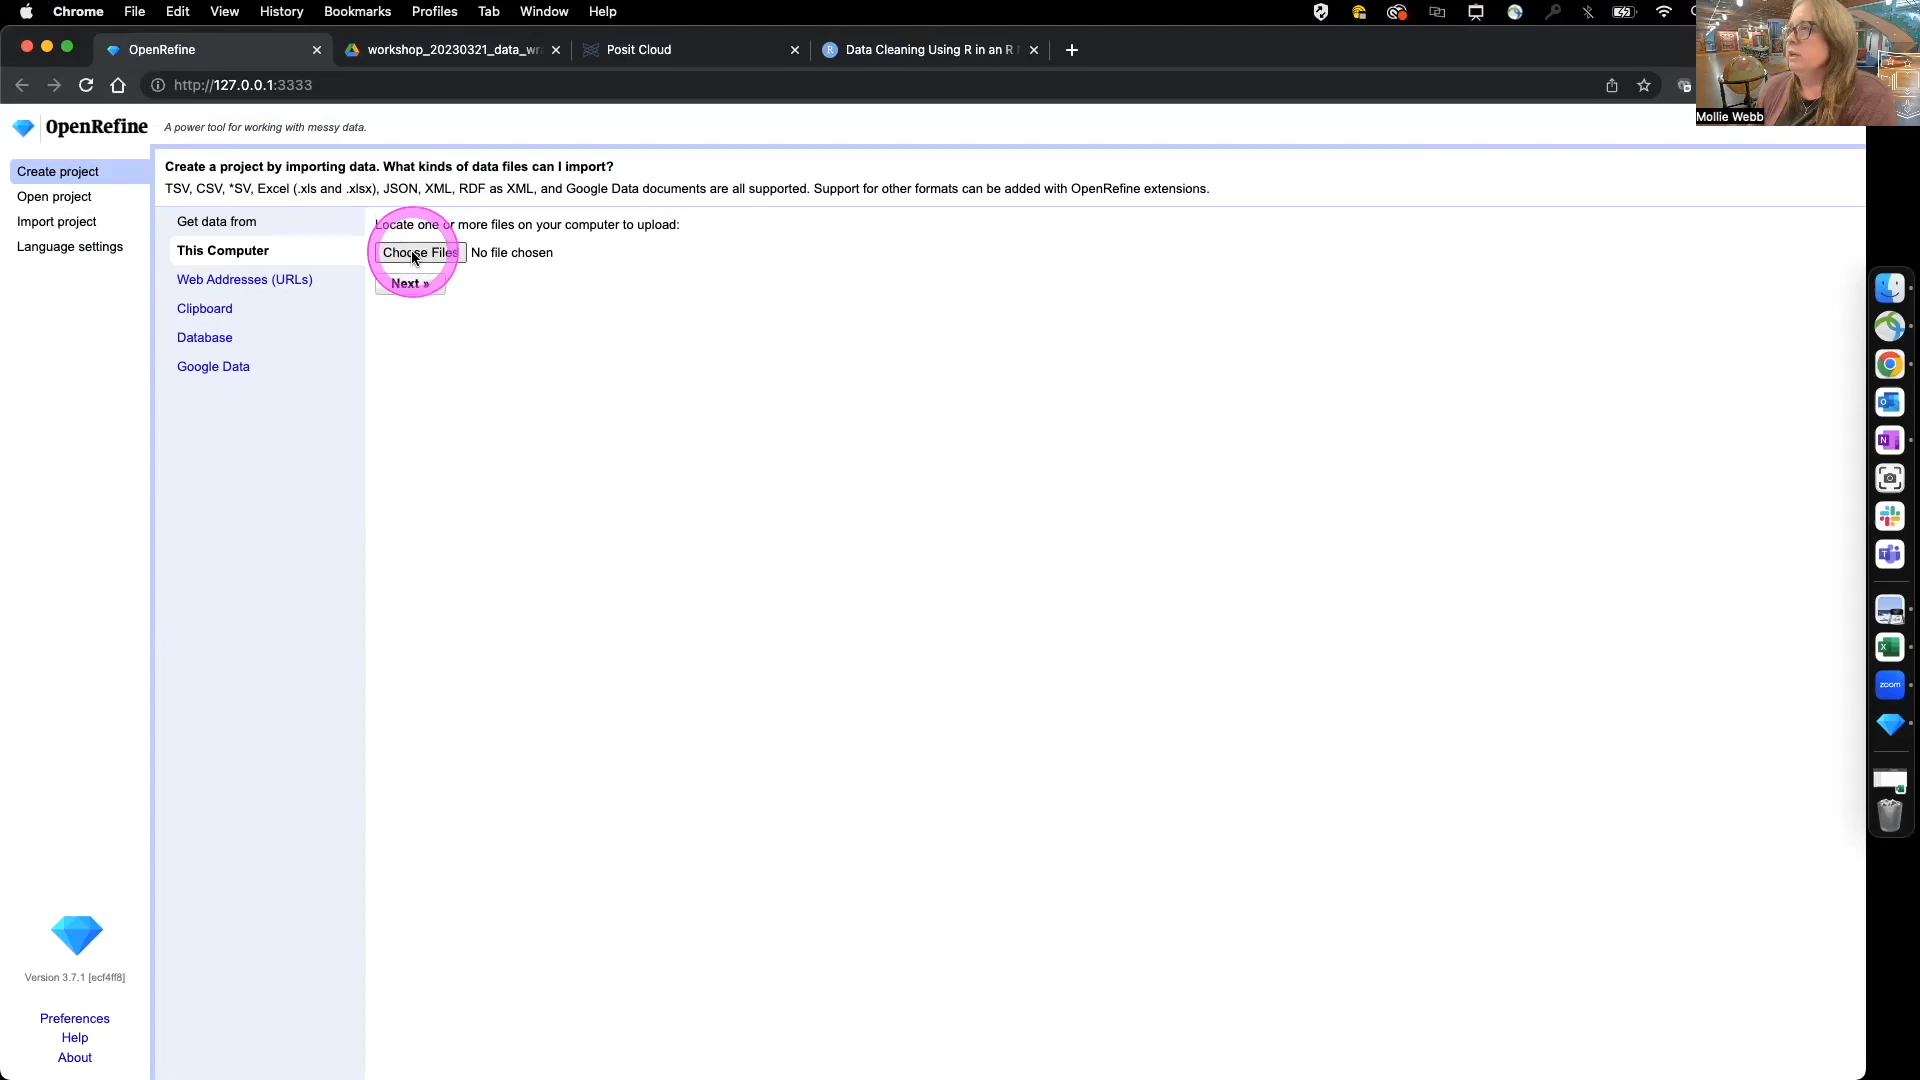 Chrome File Edit View History Bookmarks Profiles Tab Window Help
OpenRefine
workshop_20230321_data_wr
Posit Cloud
Data Cleaning Using R in an R
http://127.0.0.1:3333
Mollie Webb
OpenRefine A power tool for working with messy data.
Create project
Open project
Import project
Language settings
Create a project by importing data. What kinds of data files can I import?
TSV, CSV, *SV, Excel (.xls and .xlsx), JSON, XML, RDF as XML, and Google Data documents are all supported. Support for other formats can be added with OpenRefine extensions.
Get data from
This Computer
Web Addresses (URLs)
Clipboard
Database
Google Data
Locate one or more files on your computer to upload:
Choose Files No file chosen
Next »
zoom
Version 3.7.1 [ecf4ff8]
Preferences
Help
About